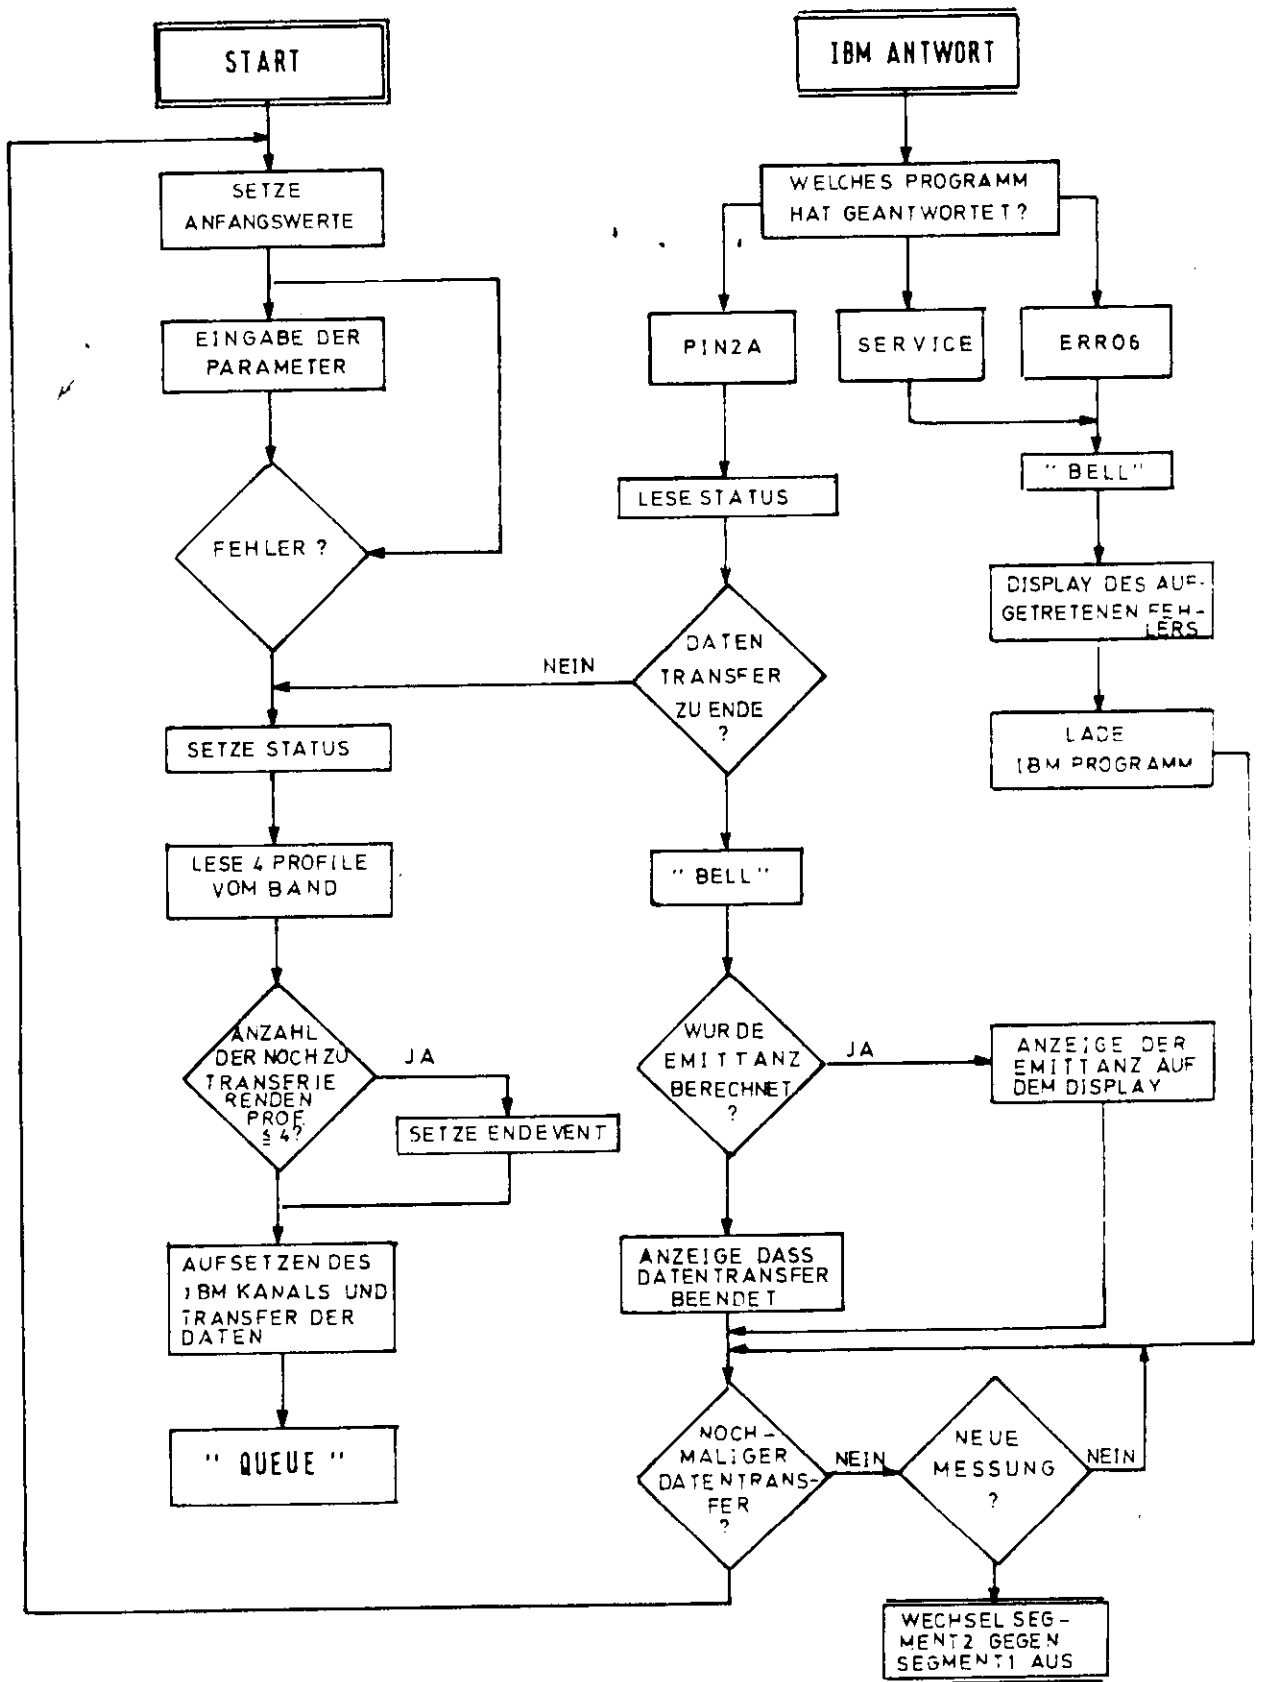 START
SETZE
ANFANGSWERTE
EINGABE DER
PARAMETER
FEHLER ?
SETZE STATUS
LESE 4 PROFILE
VOM BAND
ANZAHL
DER NOCH ZU
TRANSFRIE
RENDEN
PROF.
≤ 4?
JA
SETZE ENDEVENT
AUFSETZEN DES
IBM KANALS UND
TRANSFER DER
DATEN
" QUEUE "
IBM ANTWORT
WELCHES PROGRAMM
HAT GEANTWORTET ?
PIN2A
SERVICE
ERR06
LESE STATUS
DATEN
TRANSFER
ZU ENDE
?
NEIN
" BELL "
WURDE
EMITTANZ
BERECHNET
?
JA
ANZEIGE DER
EMITTANZ AUF
DEM DISPLAY
ANZEIGE DASS
DATENTRANSFER
BEENDET
NOCH-
MALIGER
DATENTRANS-
FER
?
NEIN
NEUE
MESSUNG
?
NEIN
WECHSEL SEG-
MENT2 GEGEN
SEGMENT1 AUS
" BELL "
DISPLAY DES AUF-
GETRETENEN FEH-
LERS
LADE
IBM PROGRAMM